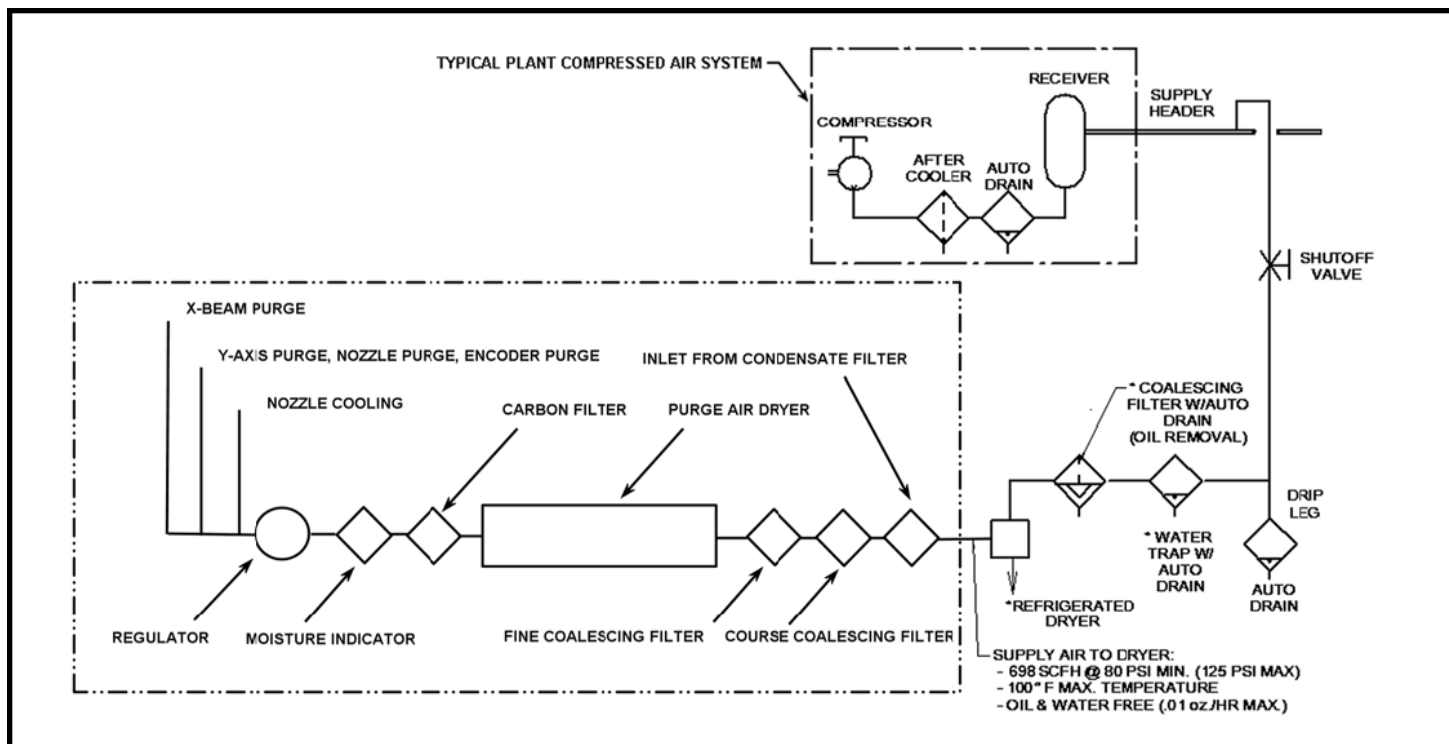 TYPICAL PLANT COMPRESSED AIR SYSTEM
RECEIVER
SUPPLY
HEADER
COMPRESSOR
AFTER
COOLER
AUTO
DRAIN
SHUTOFF
VALVE
X-BEAM PURGE
Y-AXIS PURGE, NOZZLE PURGE, ENCODER PURGE
INLET FROM CONDENSATE FILTER
NOZZLE COOLING
CARBON FILTER
PURGE AIR DRYER
* COALESCING
FILTER W/AUTO
DRAIN
(OIL REMOVAL)
DRIP
LEG
* WATER
TRAP W/
AUTO
DRAIN
AUTO
DRAIN
*REFRIGERATED
DRYER
REGULATOR
MOISTURE INDICATOR
FINE COALESCING FILTER
COURSE COALESCING FILTER
SUPPLY AIR TO DRYER:
- 698 SCFH @ 80 PSI MIN. (125 PSI MAX)
- 100° F MAX. TEMPERATURE
- OIL & WATER FREE (.01 oz./HR MAX.)